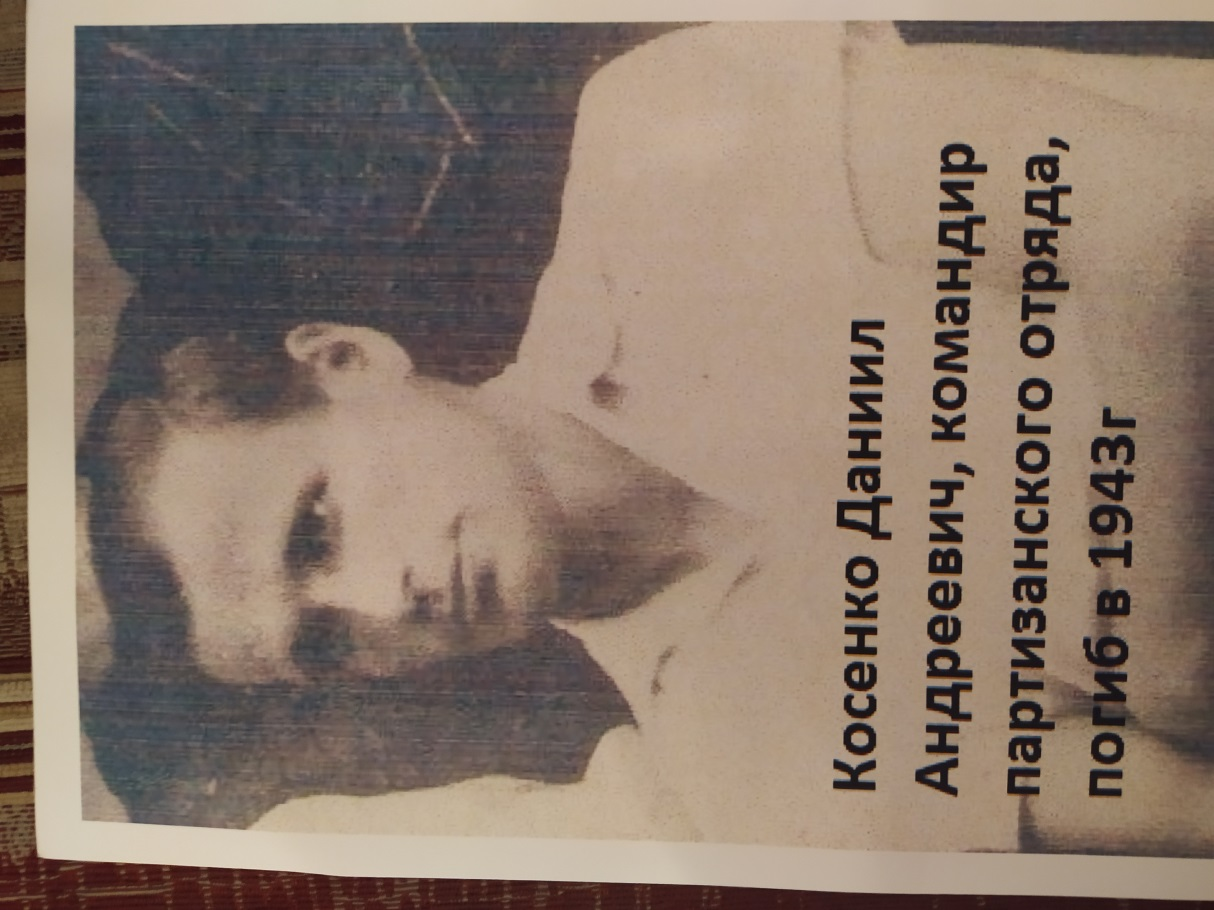 Косенко Даниил
Андреевич, командир
партизанского отряда,
погиб в 1943г